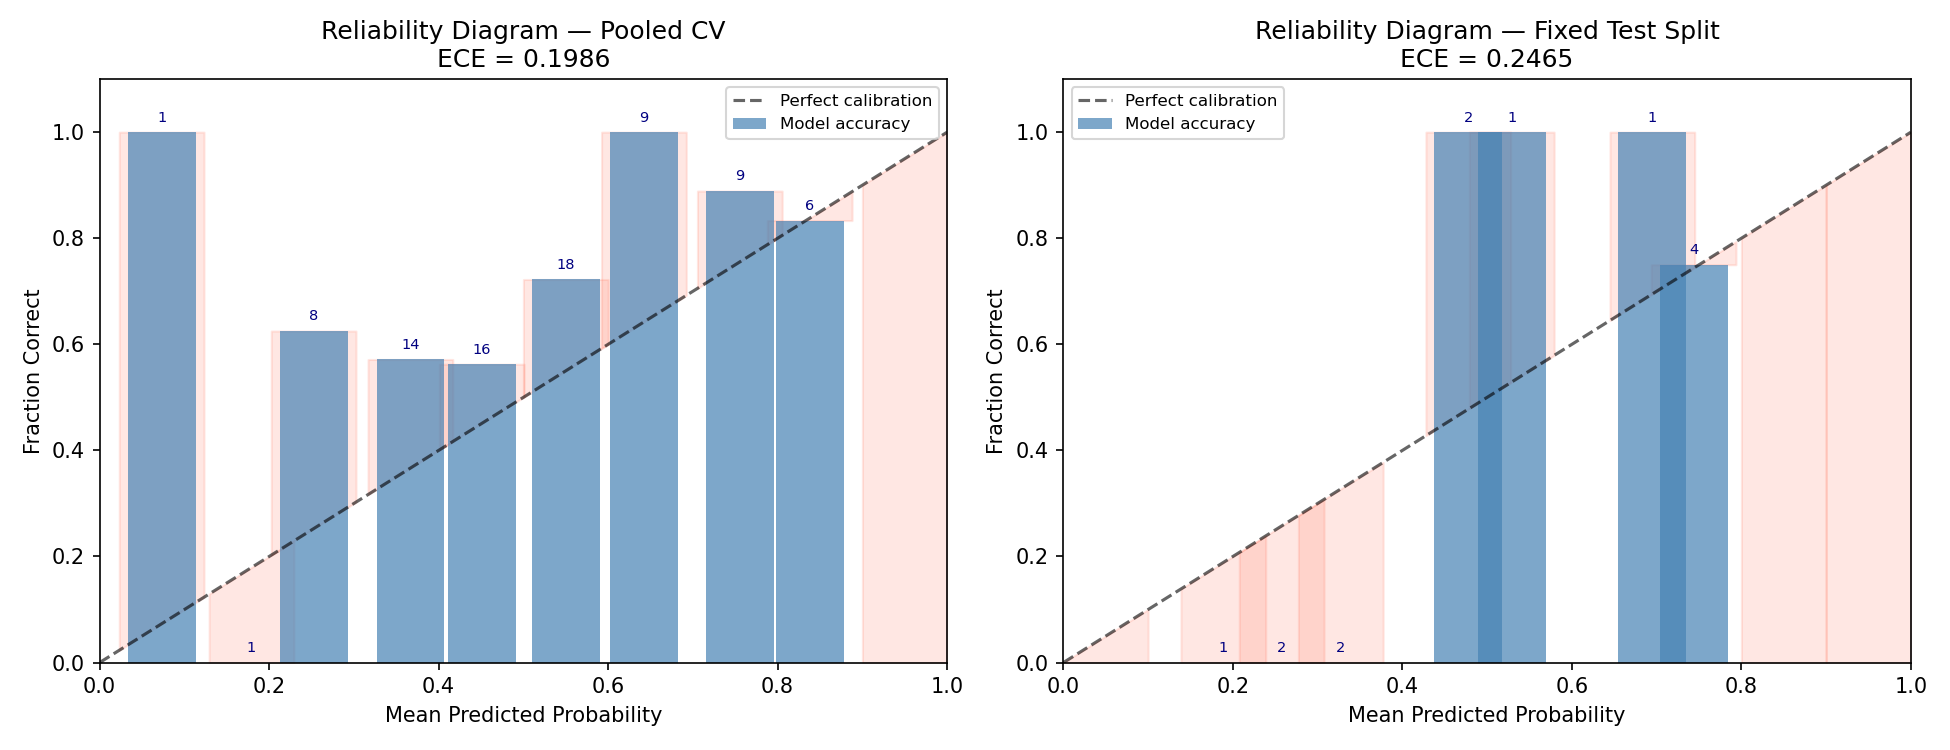 Reliability Diagram — Pooled CV
ECE = 0.1986
Perfect calibration
Model accuracy
1
1
8
14
16
18
9
9
6
Fraction Correct
1.0
0.8
0.6
0.4
0.2
0.0
0.0 0.2 0.4 0.6 0.8 1.0
Mean Predicted Probability
Reliability Diagram — Fixed Test Split
ECE = 0.2465
Perfect calibration
Model accuracy
1
2
2
2
1
1
4
Fraction Correct
1.0
0.8
0.6
0.4
0.2
0.0
0.0 0.2 0.4 0.6 0.8 1.0
Mean Predicted Probability